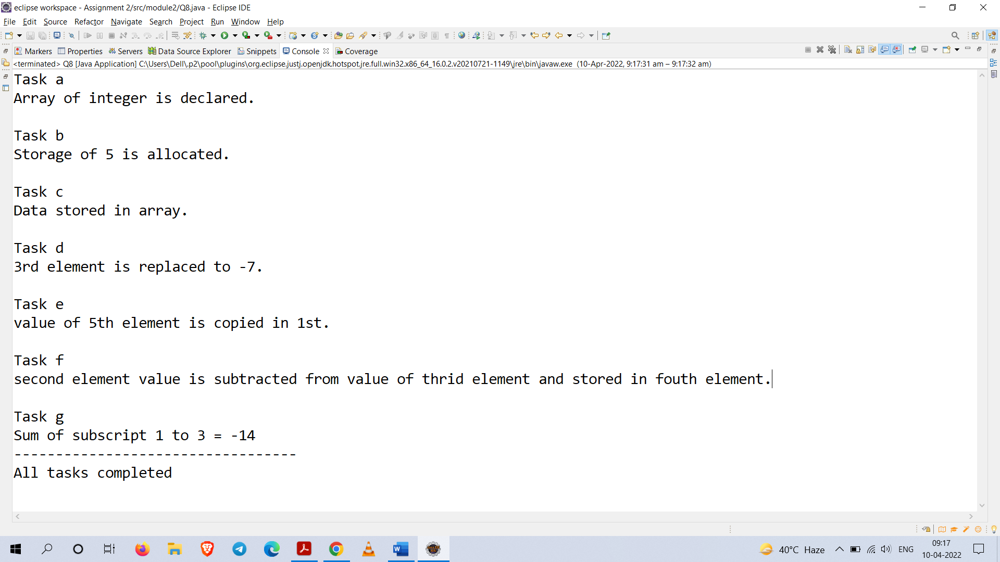 eclipse workspace - Assignment 2/src/module2/Q8.java - Eclipse IDE
File Edit Source Refactor Navigate Search Project Run Window Help
Markers Properties Servers Data Source Explorer Snippets Console Coverage
<terminated> Q8 [Java Application] C:\Users\Dell\.p2\pool\plugins\org.eclipse.justj.openjdk.hotspot.jre.full.win32.x86_64_16.0.2.v20210721-1149\jre\bin\javaw.exe (10-Apr-2022, 9:17:31 am – 9:17:32 am)
Task a
Array of integer is declared.
Task b
Storage of 5 is allocated.
Task c
Data stored in array.
Task d
3rd element is replaced to -7.
Task e
value of 5th element is copied in 1st.
Task f
second element value is subtracted from value of thrid element and stored in fouth element.
Task g
Sum of subscript 1 to 3 = -14
----------------------------------
All tasks completed
40°C Haze ENG 09:17
10-04-2022